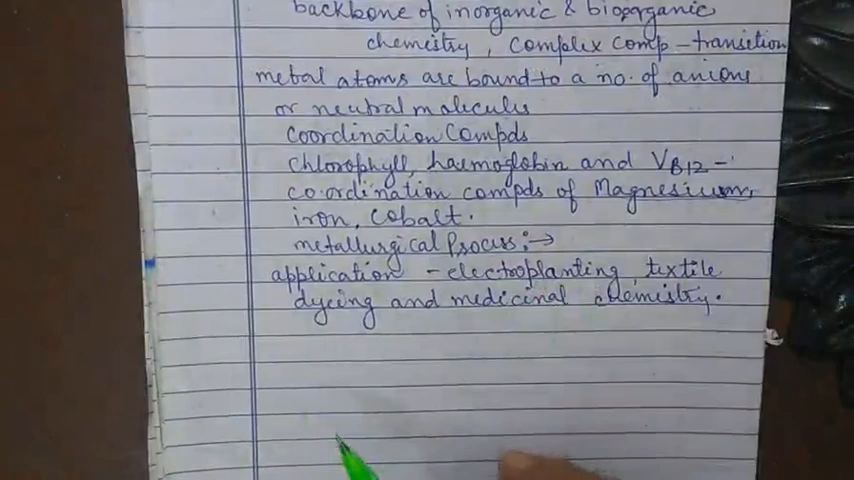 backbone of inorganic & bioorganic
chemistry, complex comp - transition
metal atoms are bound to a no. of anions
or neutral molecules
coordination compds
chlorophyll, haemoglobin and VB12 -
co-ordination compds of Magnesium,
iron, cobalt.
metallurgical Process :→
application - electroplanting, textile
dyeing and medicinal chemistry.